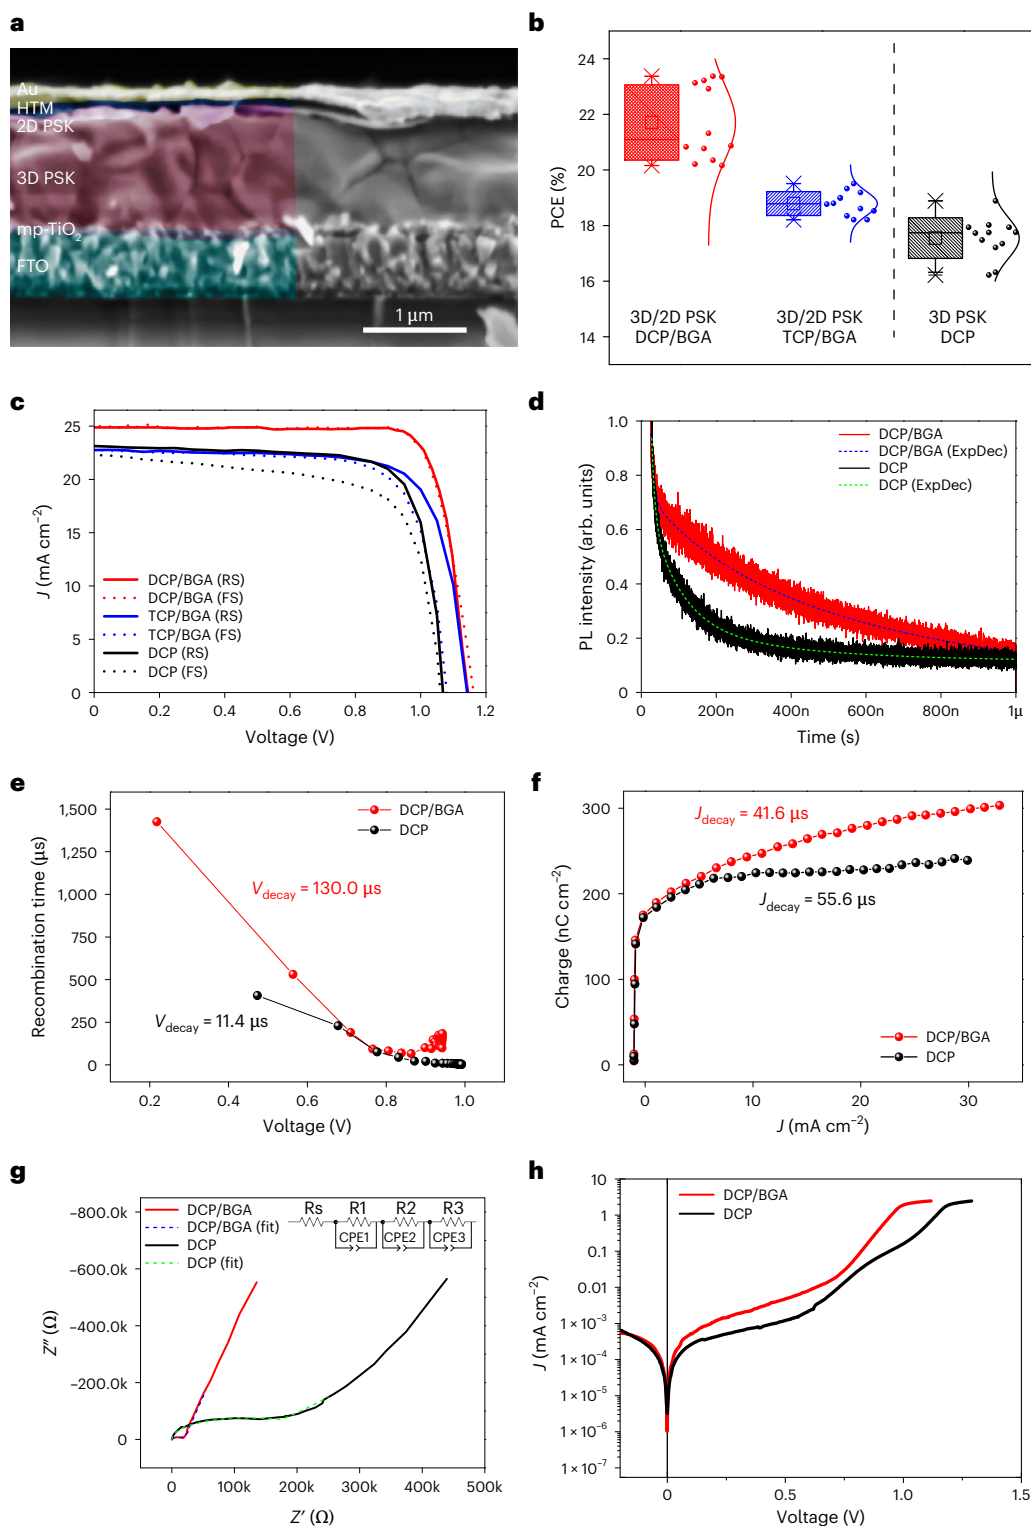 a
Au
HTM
2D PSK
3D PSK
mp-TiO₂
FTO
1 µm
b
PCE (%)
24
22
20
18
16
14
3D/2D PSK
DCP/BGA
3D/2D PSK
TCP/BGA
3D PSK
DCP
c
J (mA cm⁻²)
25
20
15
10
5
0
DCP/BGA (RS)
DCP/BGA (FS)
TCP/BGA (RS)
TCP/BGA (FS)
DCP (RS)
DCP (FS)
0 0.2 0.4 0.6 0.8 1.0 1.2
Voltage (V)
d
PL intensity (arb. units)
1.0
0.8
0.6
0.4
0.2
0
DCP/BGA
DCP/BGA (ExpDec)
DCP
DCP (ExpDec)
200n 400n 600n 800n 1µ
Time (s)
e
Recombination time (µs)
1,500
1,250
1,000
750
500
250
0
DCP/BGA
DCP
V_decay = 130.0 µs
V_decay = 11.4 µs
0.2 0.4 0.6 0.8 1.0
Voltage (V)
f
Charge (nC cm⁻²)
300
200
100
0
J_decay = 41.6 µs
J_decay = 55.6 µs
DCP/BGA
DCP
0 10 20 30
J (mA cm⁻²)
g
Z″ (Ω)
-800.0k
-600.0k
-400.0k
-200.0k
0
DCP/BGA
DCP/BGA (fit)
DCP
DCP (fit)
Rs R1 R2 R3
CPE1 CPE2 CPE3
0 100k 200k 300k 400k 500k
Z′ (Ω)
h
J (mA cm⁻²)
10
1
0.1
0.01
1 × 10⁻³
1 × 10⁻⁴
1 × 10⁻⁵
1 × 10⁻⁶
1 × 10⁻⁷
DCP/BGA
DCP
0 0.5 1.0 1.5
Voltage (V)